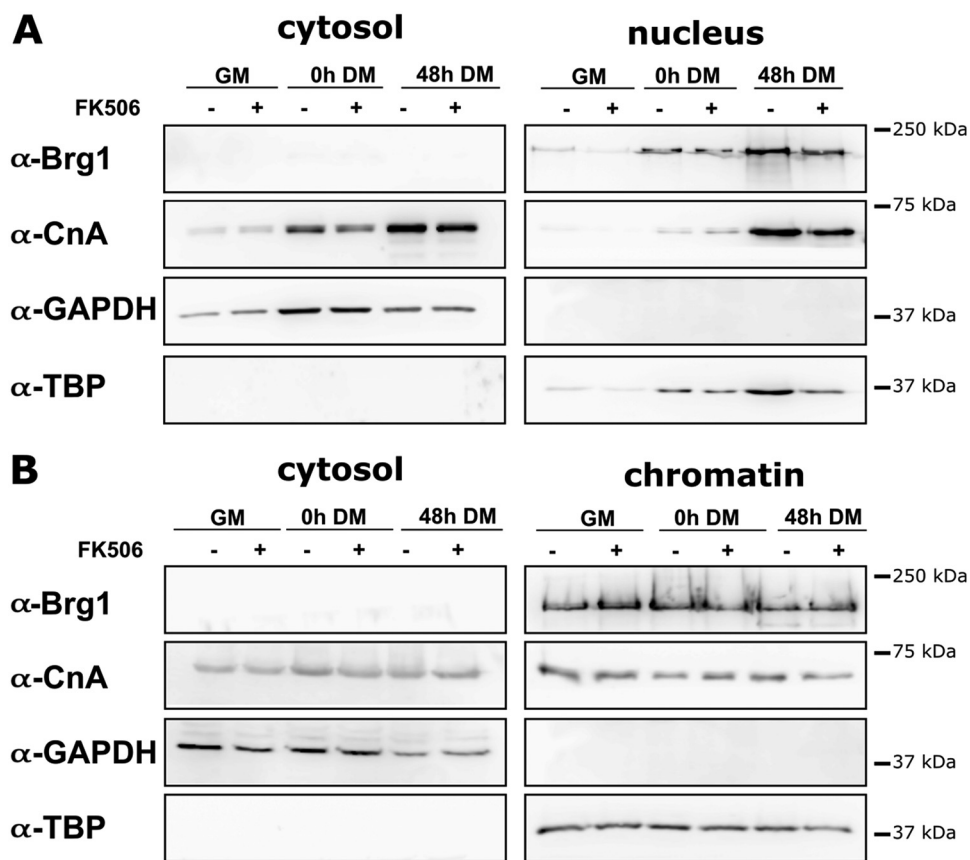 A cytosol nucleus
GM 0h DM 48h DM GM 0h DM 48h DM
FK506 - + - + - + - + - + - +
α-Brg1 250 kDa
α-CnA 75 kDa
α-GAPDH 37 kDa
α-TBP 37 kDa
B cytosol chromatin
GM 0h DM 48h DM GM 0h DM 48h DM
FK506 - + - + - + - + - + - +
α-Brg1 250 kDa
α-CnA 75 kDa
α-GAPDH 37 kDa
α-TBP 37 kDa